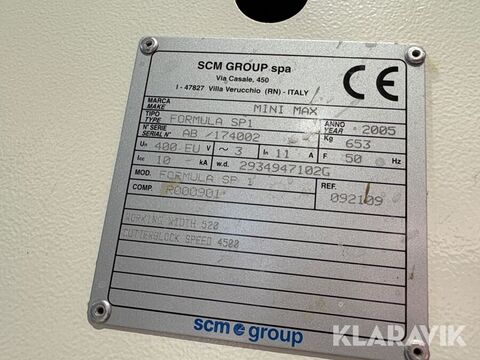 SCM GROUP spa
Via Casale, 450
I - 47827 Villa Verucchio (RN) - ITALY
CE
MARCA MAKE MINI MAX
TIPO TYPE FORMULA SP1 ANNO YEAR 2005
N° SERIE SERIAL N° AB /174002 Kg 653
Un 400 EU V ~ 3 In 11 A F 50 Hz
Icc 10 kA w.d. 2934947102G
MOD. FORMULA SP 1 REF. 092109
COMP. R000901
WORKING WIDTH 520
CUTTERBLOCK SPEED 4500
scm group
KLARAVIK